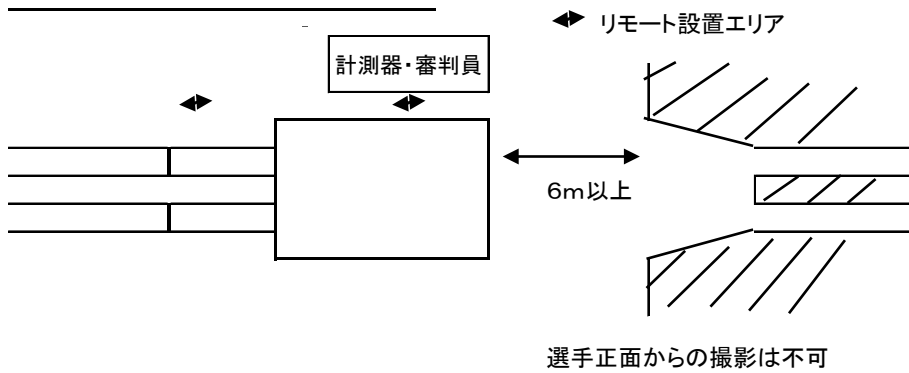 リモート設置エリア
計測器・審判員
6m以上
選手正面からの撮影は不可